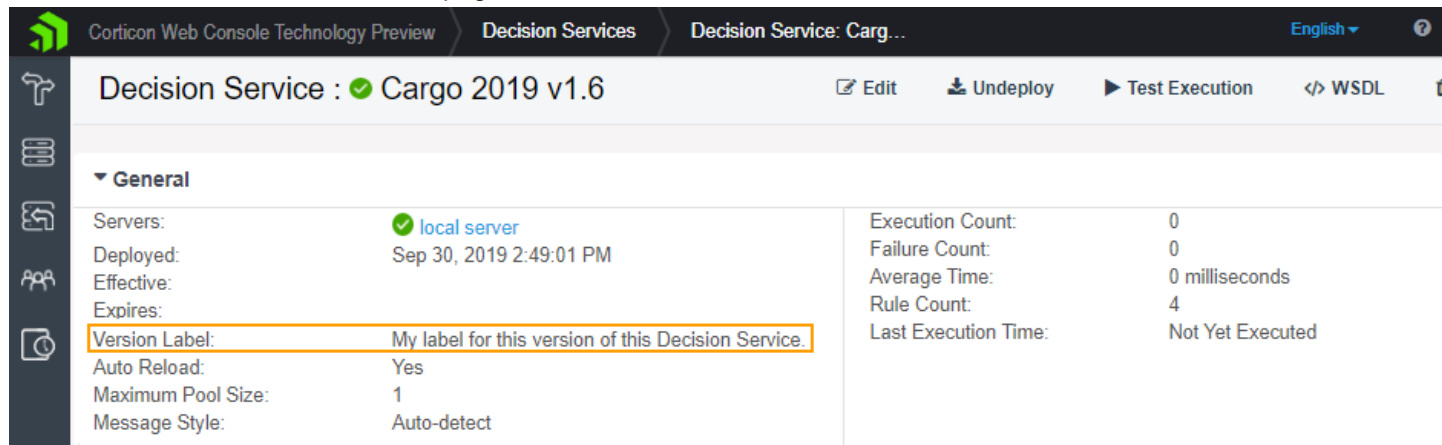 Corticon Web Console Technology Preview Decision Services Decision Service: Carg... English
Decision Service : Cargo 2019 v1.6 Edit Undeploy Test Execution </> WSDL
General
Servers: local server
Deployed: Sep 30, 2019 2:49:01 PM
Effective:
Expires:
Version Label: My label for this version of this Decision Service.
Auto Reload: Yes
Maximum Pool Size: 1
Message Style: Auto-detect
Execution Count: 0
Failure Count: 0
Average Time: 0 milliseconds
Rule Count: 4
Last Execution Time: Not Yet Executed